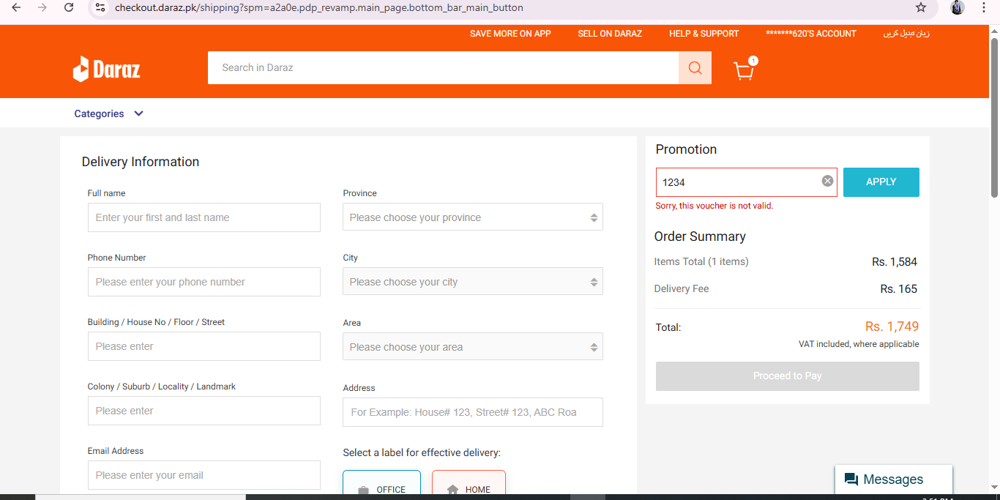 checkout.daraz.pk/shipping?spm=a2a0e.pdp_revamp.main_page.bottom_bar_main_button
SAVE MORE ON APP SELL ON DARAZ HELP & SUPPORT *******620'S ACCOUNT زبان تبدیل کریں
Daraz
Search in Daraz
1
Categories
Delivery Information
Full name
Enter your first and last name
Province
Please choose your province
Phone Number
Please enter your phone number
City
Please choose your city
Building / House No / Floor / Street
Please enter
Area
Please choose your area
Colony / Suburb / Locality / Landmark
Please enter
Address
For Example: House# 123, Street# 123, ABC Roa
Email Address
Please enter your email
Select a label for effective delivery:
OFFICE
HOME
Promotion
1234
APPLY
Sorry, this voucher is not valid.
Order Summary
Items Total (1 items) Rs. 1,584
Delivery Fee Rs. 165
Total: Rs. 1,749
VAT included, where applicable
Proceed to Pay
Messages